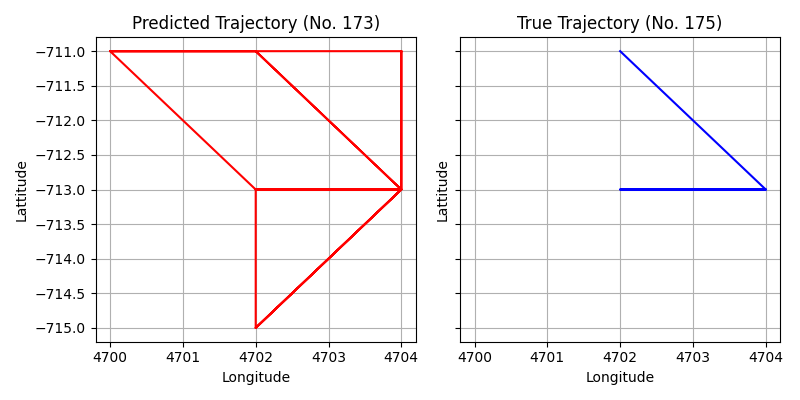 Predicted Trajectory (No. 173)
True Trajectory (No. 175)
−711.0
−711.5
−712.0
−712.5
−713.0
−713.5
−714.0
−714.5
−715.0
Lattitude
Lattitude
4700 4701 4702 4703 4704
4700 4701 4702 4703 4704
Longitude
Longitude